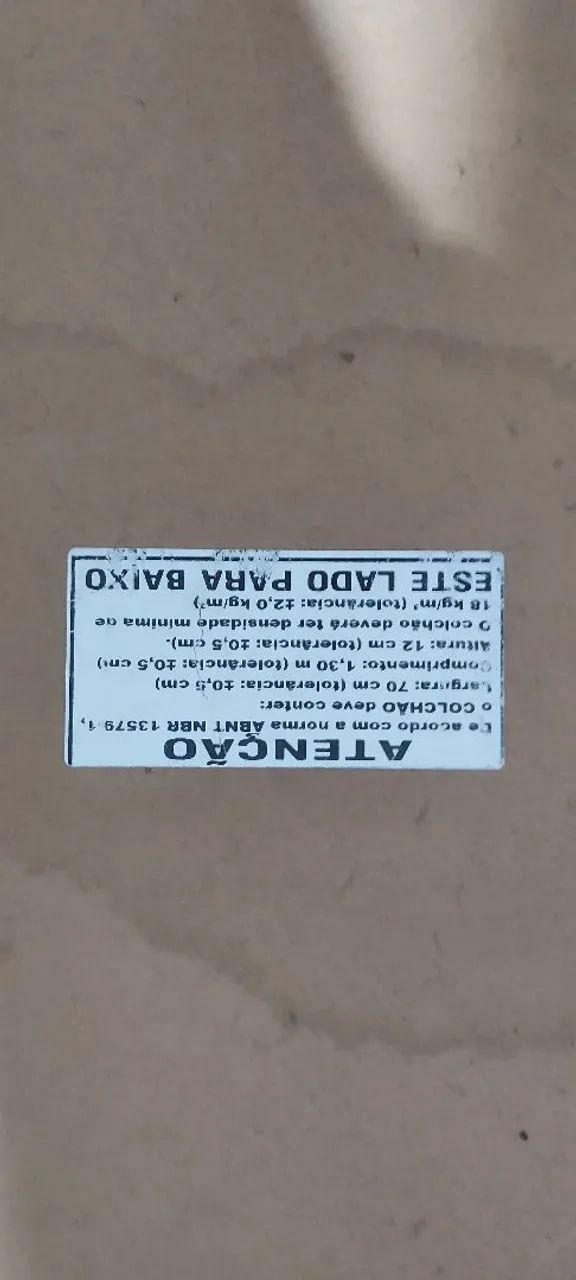 ATENÇÃO
De acordo com a norma ABNT NBR 13579-1,
o COLCHÃO deve conter:
Largura: 70 cm (tolerância: ±0,5 cm)
Comprimento: 1,30 m (tolerância: ±0,5 cm)
Altura: 12 cm (tolerância: ±0,5 cm).
O colchão deverá ter densidade mínima de
18 kg/m³ (tolerância: ±2,0 kg/m³)
ESTE LADO PARA BAIXO